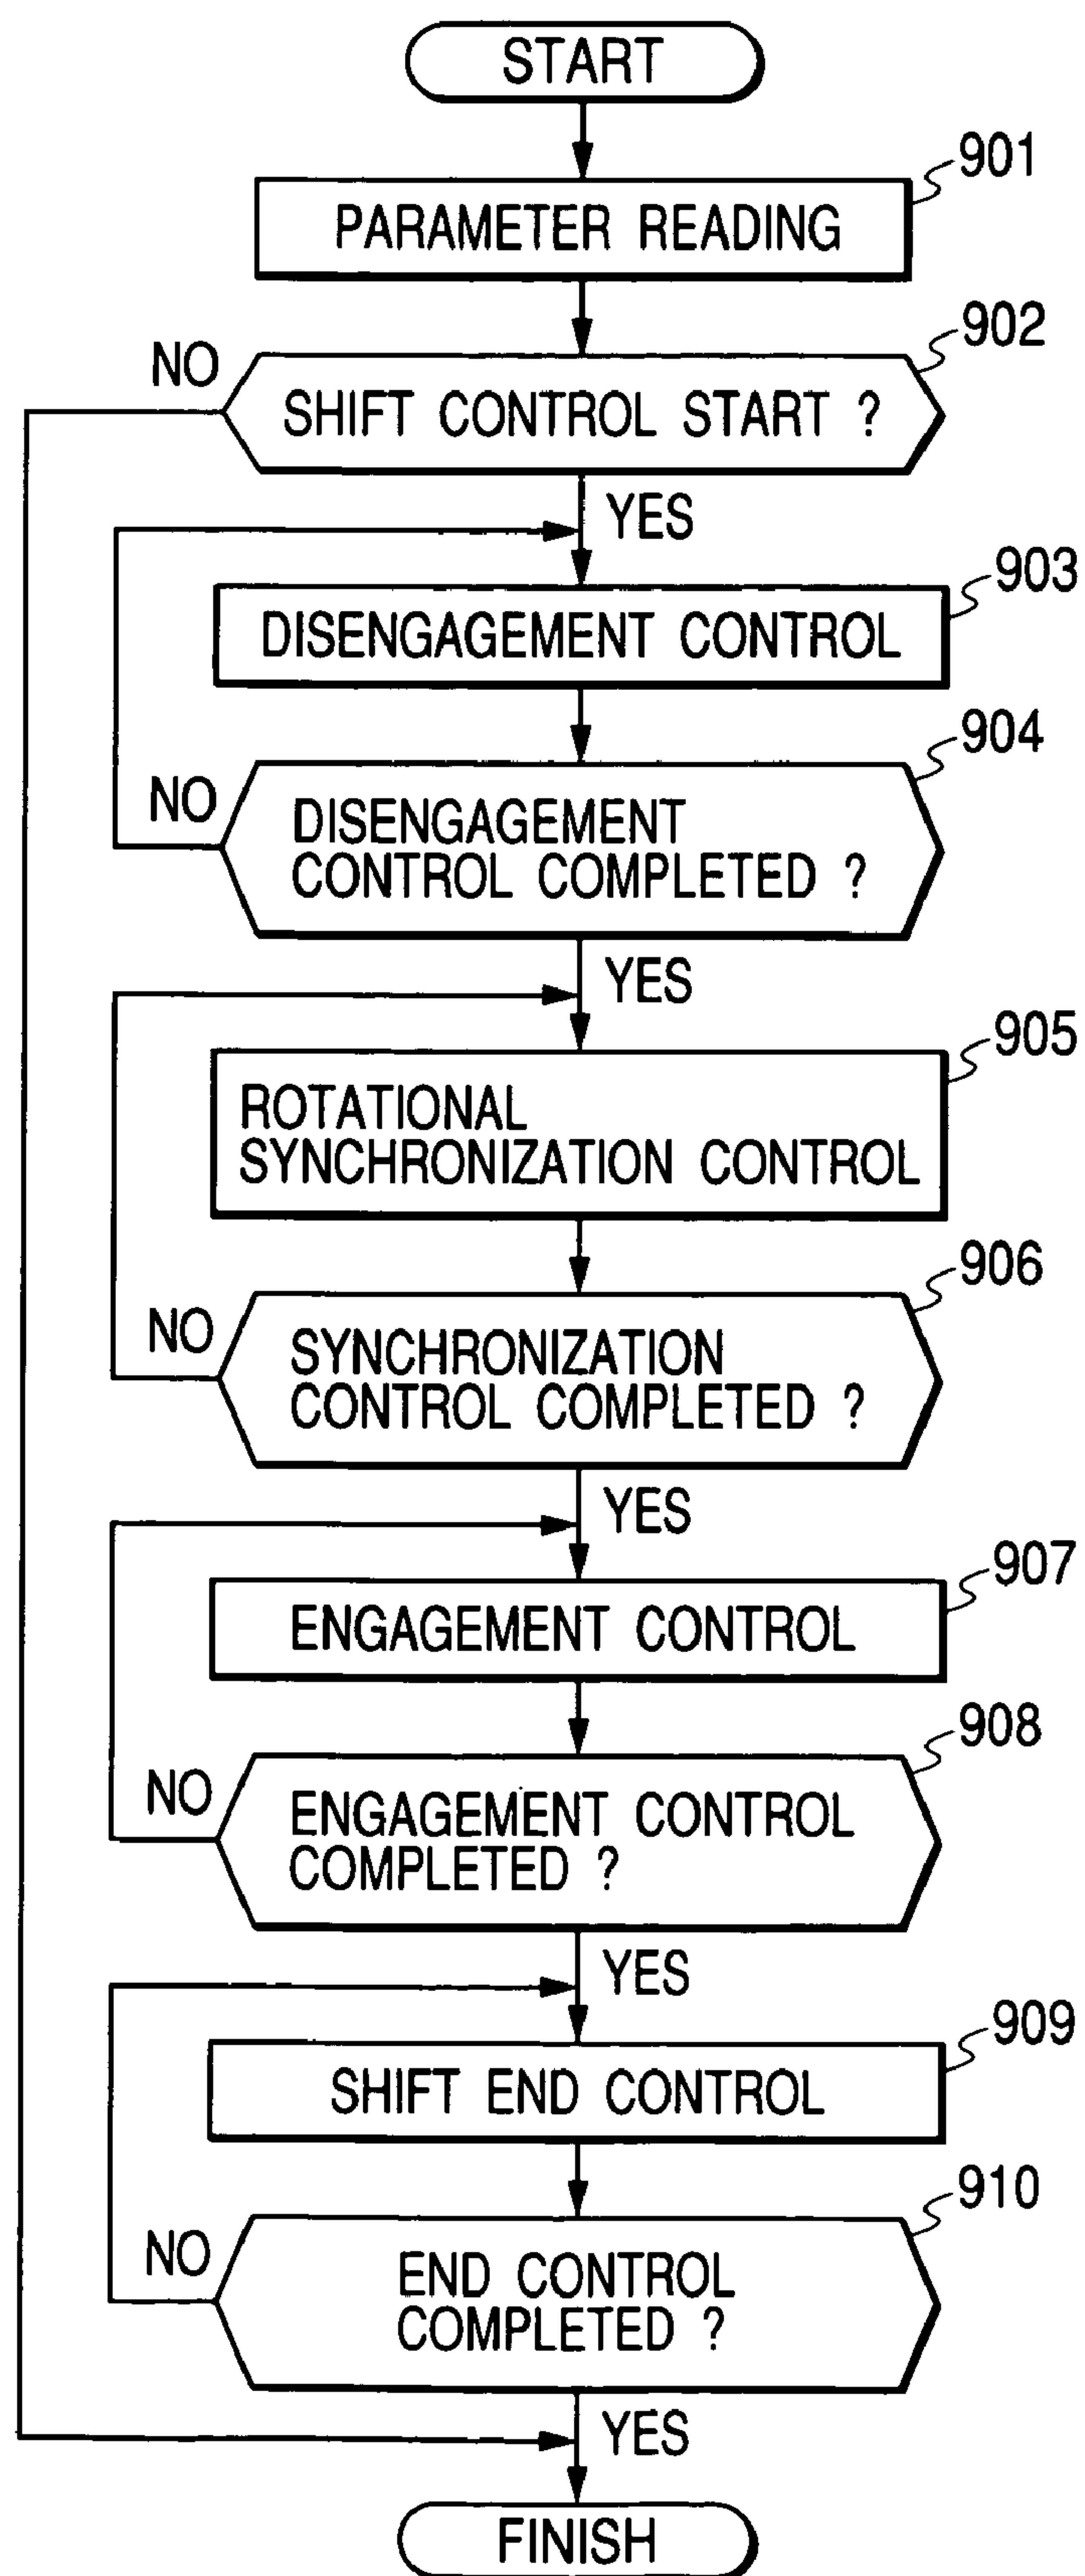 START
901
PARAMETER READING
902
NO
SHIFT CONTROL START ?
YES
903
DISENGAGEMENT CONTROL
904
NO
DISENGAGEMENT
CONTROL COMPLETED ?
YES
905
ROTATIONAL
SYNCHRONIZATION CONTROL
906
NO
SYNCHRONIZATION
CONTROL COMPLETED ?
YES
907
ENGAGEMENT CONTROL
908
NO
ENGAGEMENT CONTROL
COMPLETED ?
YES
909
SHIFT END CONTROL
910
NO
END CONTROL
COMPLETED ?
YES
FINISH